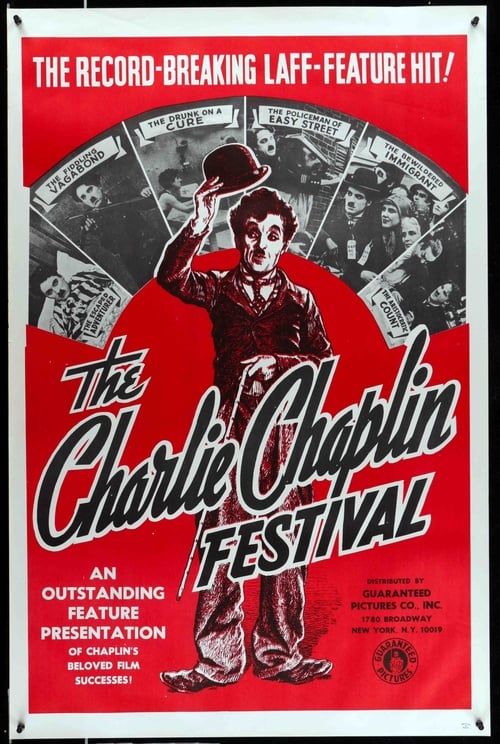 THE RECORD-BREAKING LAFF-FEATURE HIT!
THE FIDDLING
VAGABOND
THE DRUNK ON A
CURE
THE POLICEMAN OF
EASY STREET
THE BEWILDERED
IMMIGRANT
THE ESCAPED
ADVENTURER
THE ARISTOCRATIC
COUNT
The
Charlie Chaplin
FESTIVAL
AN
OUTSTANDING
FEATURE
PRESENTATION
OF CHAPLIN'S
BELOVED FILM
SUCCESSES!
DISTRIBUTED BY
GUARANTEED
PICTURES CO., INC.
1780 BROADWAY
NEW YORK, N.Y. 10019
GUARANTEED
PICTURES